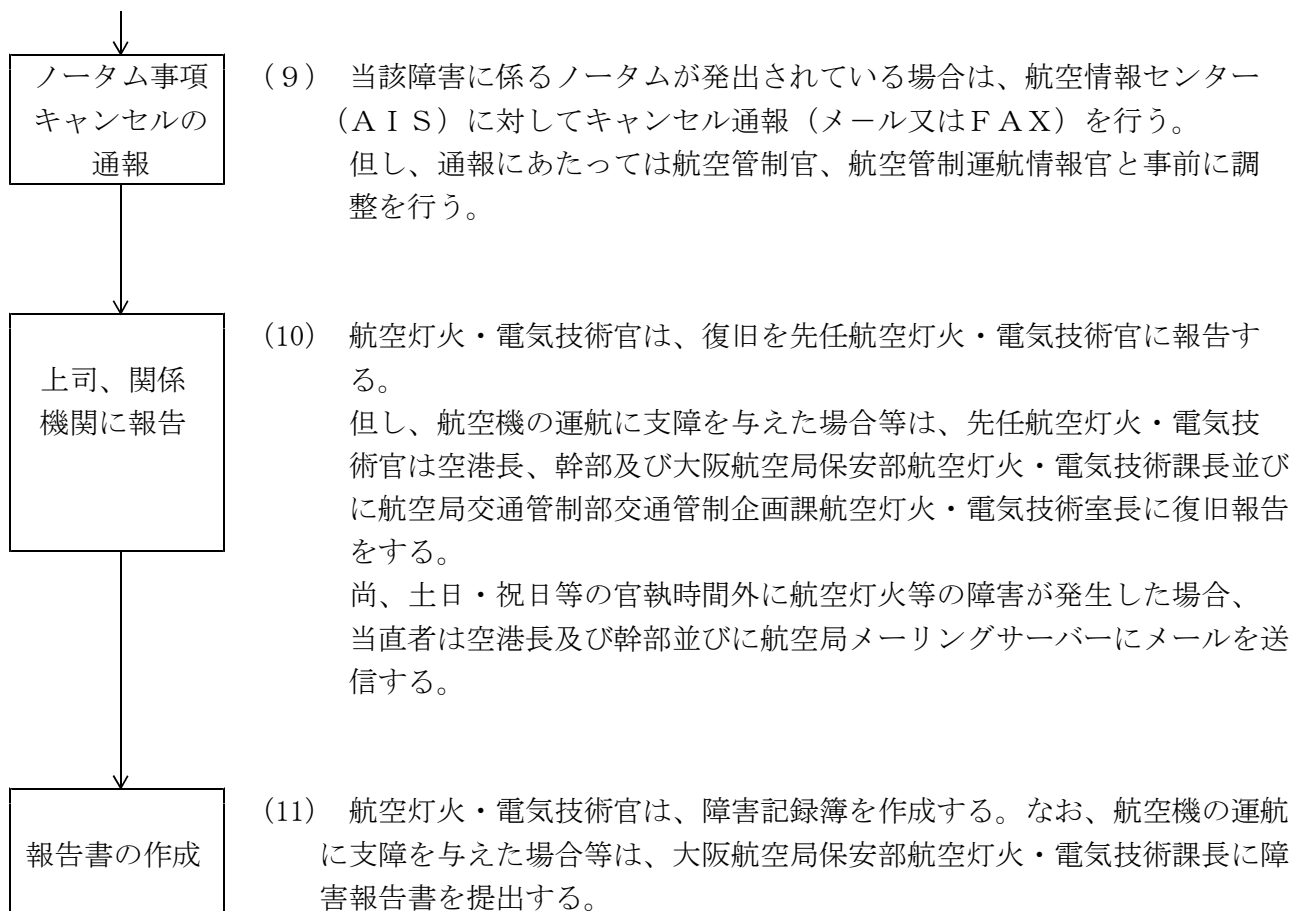 ノータム事項
キャンセルの
通報
(９)　当該障害に係るノータムが発出されている場合は、航空情報センター
（ＡＩＳ）に対してキャンセル通報（メール又はＦＡＸ）を行う。
但し、通報にあたっては航空管制官、航空管制運航情報官と事前に調
整を行う。
上司、関係
機関に報告
(10)　航空灯火・電気技術官は、復旧を先任航空灯火・電気技術官に報告す
る。
但し、航空機の運航に支障を与えた場合等は、先任航空灯火・電気技
術官は空港長、幹部及び大阪航空局保安部航空灯火・電気技術課長並び
に航空局交通管制部交通管制企画課航空灯火・電気技術室長に復旧報告
をする。
尚、土日・祝日等の官執時間外に航空灯火等の障害が発生した場合、
当直者は空港長及び幹部並びに航空局メーリングサーバーにメールを送
信する。
報告書の作成
(11)　航空灯火・電気技術官は、障害記録簿を作成する。なお、航空機の運航
に支障を与えた場合等は、大阪航空局保安部航空灯火・電気技術課長に障
害報告書を提出する。